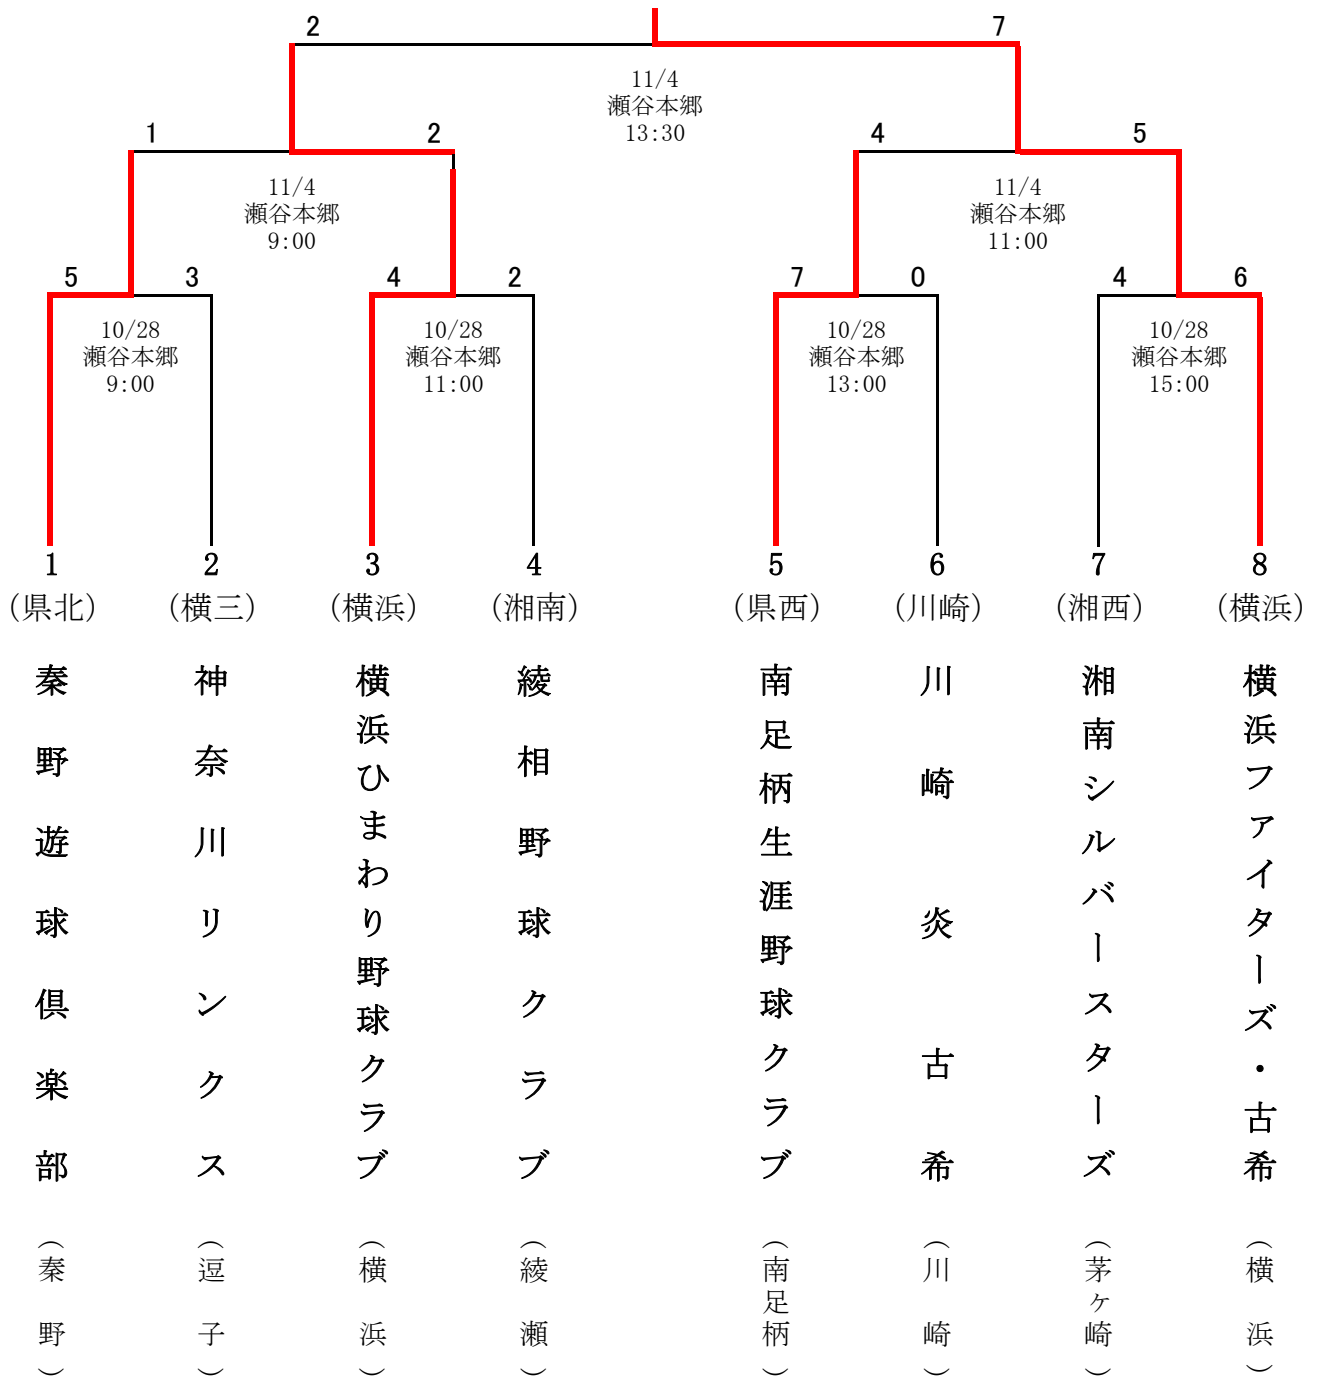 2 7
11/4
瀬谷本郷
13:30
1 2 4 5
11/4 11/4
瀬谷本郷 瀬谷本郷
9:00 11:00
5 3 4 2 7 0 4 6
10/28 10/28 10/28 10/28
瀬谷本郷 瀬谷本郷 瀬谷本郷 瀬谷本郷
9:00 11:00 13:00 15:00
1 2 3 4 5 6 7 8
(県北) (横三) (横浜) (湘南) (県西) (川崎) (湘西) (横浜)
秦野遊球倶楽部
神奈川リンクス
横浜ひまわり野球クラブ
綾相野球クラブ
南足柄生涯野球クラブ
川崎炎古希
湘南シルバースターズ
横浜ファイターズ・古希
(秦野)
(逗子)
(横浜)
(綾瀬)
(南足柄)
(川崎)
(茅ケ崎)
(横浜)